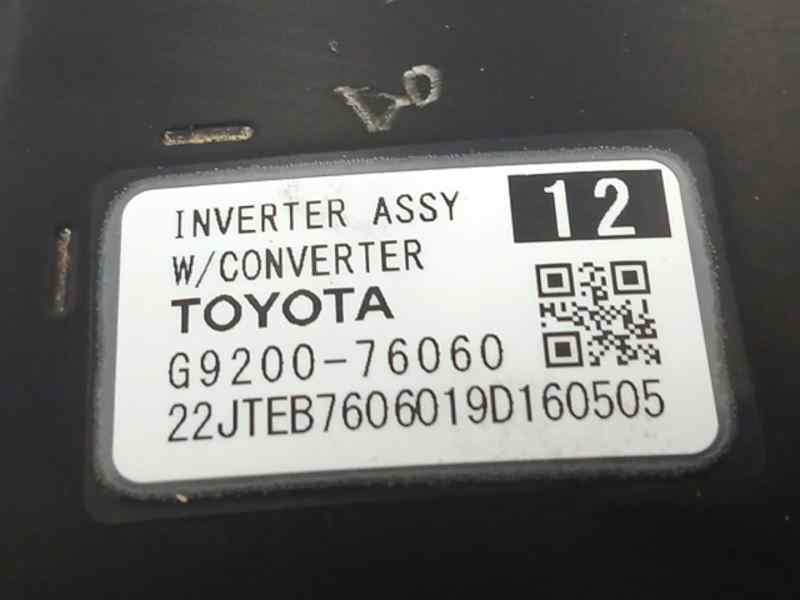 INVERTER ASSY
12
W/CONVERTER
TOYOTA
G9200-76060
22JTEB7606019D160505